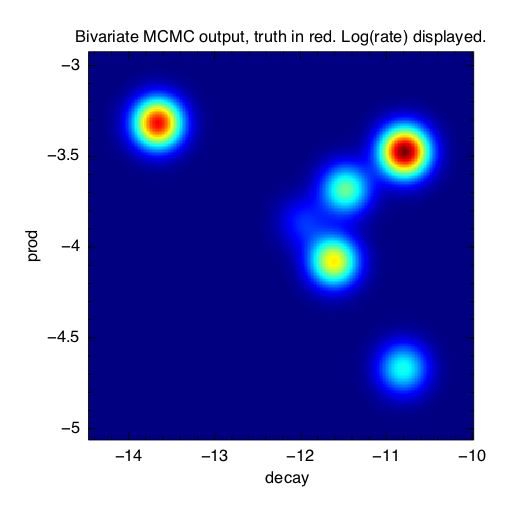 Bivariate MCMC output, truth in red. Log(rate) displayed.
−3
−3.5
−4
−4.5
−5
prod
−14 −13 −12 −11 −10
decay